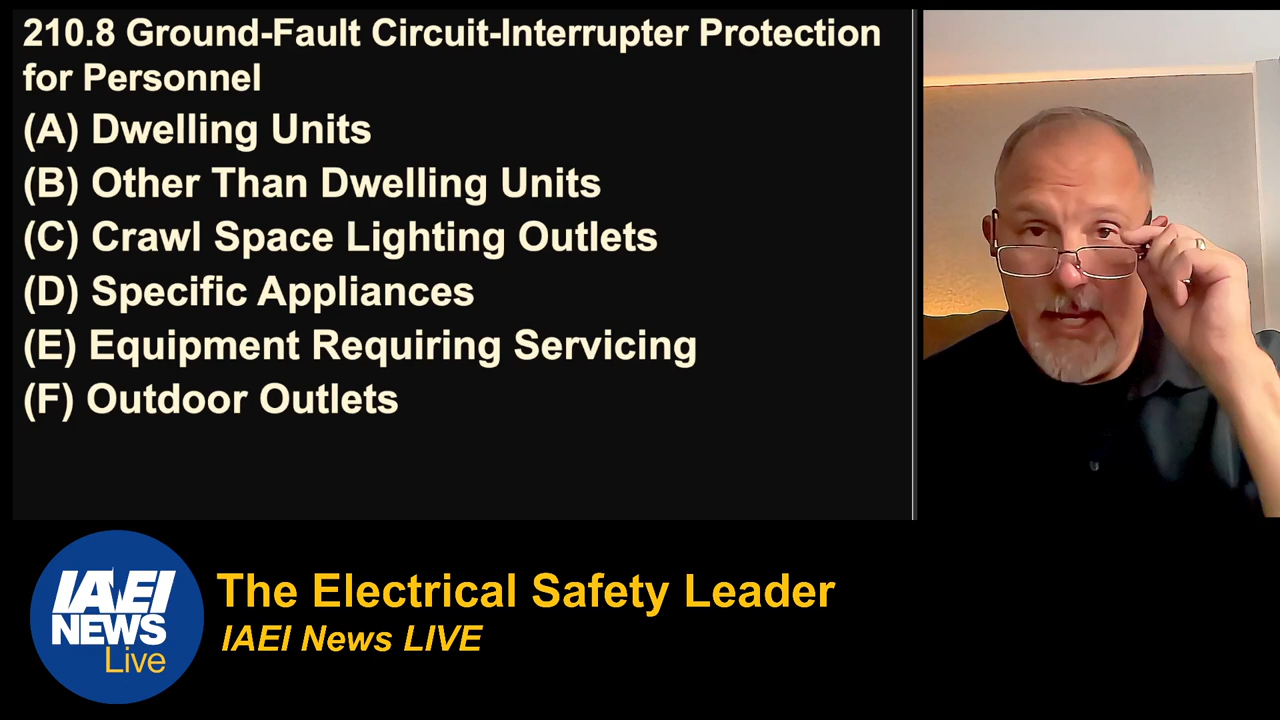 210.8 Ground-Fault Circuit-Interrupter Protection
for Personnel
(A) Dwelling Units
(B) Other Than Dwelling Units
(C) Crawl Space Lighting Outlets
(D) Specific Appliances
(E) Equipment Requiring Servicing
(F) Outdoor Outlets
IAEI
NEWS
Live
The Electrical Safety Leader
IAEI News LIVE